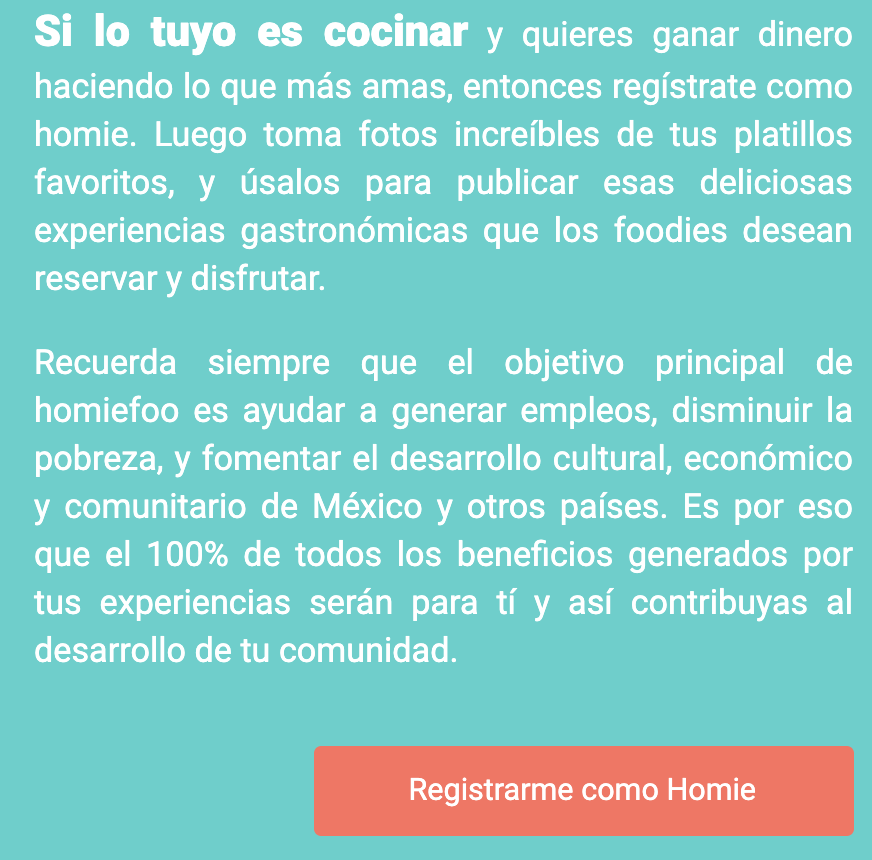 Si lo tuyo es cocinar y quieres ganar dinero
haciendo lo que más amas, entonces regístrate como
homie. Luego toma fotos increíbles de tus platillos
favoritos, y úsalos para publicar esas deliciosas
experiencias gastronómicas que los foodies desean
reservar y disfrutar.
Recuerda siempre que el objetivo principal de
homiefoo es ayudar a generar empleos, disminuir la
pobreza, y fomentar el desarrollo cultural, económico
y comunitario de México y otros países. Es por eso
que el 100% de todos los beneficios generados por
tus experiencias serán para tí y así contribuyas al
desarrollo de tu comunidad.
Registrarme como Homie